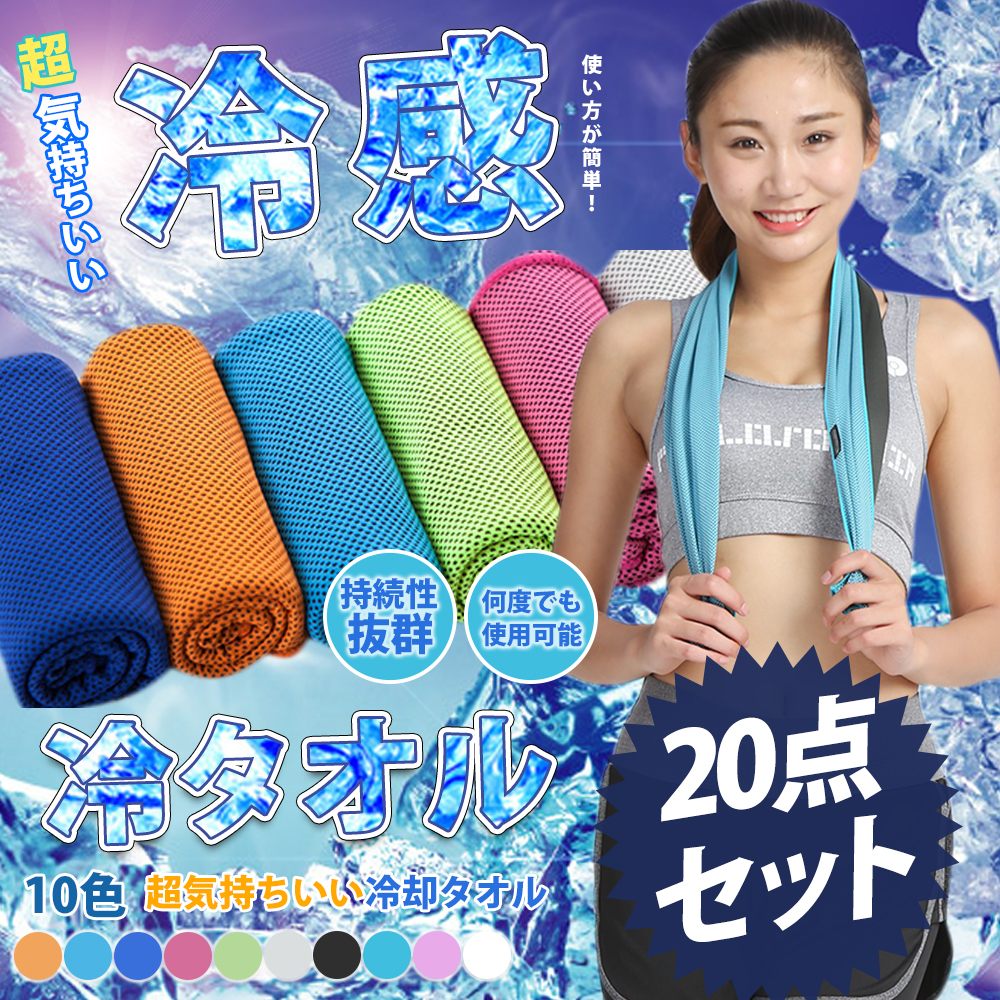 超気持ちいい
冷感
使い方が簡単！
持続性
抜群
何度でも
使用可能
冷タオル
20点
セット
10色 超気持ちいい冷却タオル